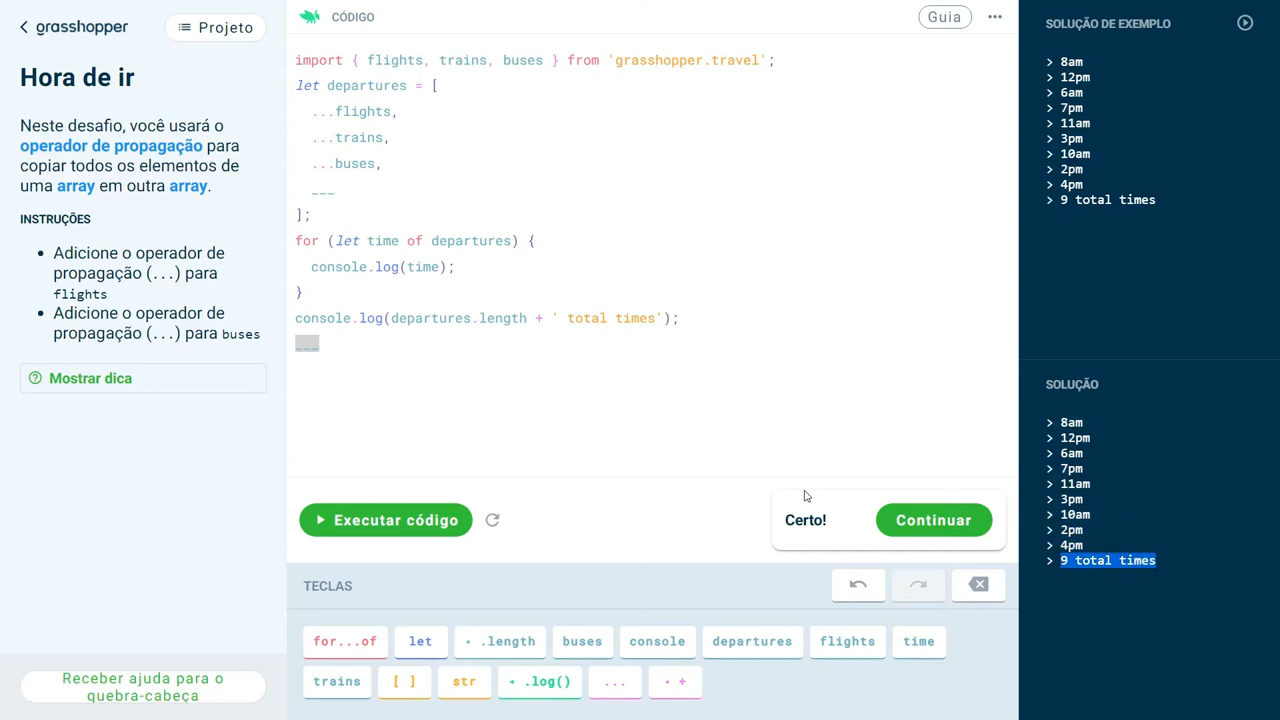 grasshopper
Projeto
Hora de ir
Neste desafio, você usará o
operador de propagação para
copiar todos os elementos de
uma array em outra array.
INSTRUÇÕES
Adicione o operador de
propagação (...) para
flights
Adicione o operador de
propagação (...) para buses
Mostrar dica
Receber ajuda para o
quebra-cabeça
CÓDIGO
Guia
import { flights, trains, buses } from 'grasshopper.travel';
let departures = [
...flights,
...trains,
...buses,
___
];
for (let time of departures) {
console.log(time);
}
console.log(departures.length + ' total times');
___
Executar código
Certo!
Continuar
TECLAS
for...of
let
.length
buses
console
departures
flights
time
trains
[ ]
str
.log()
...
+
SOLUÇÃO DE EXEMPLO
> 8am
> 12pm
> 6am
> 7pm
> 11am
> 3pm
> 10am
> 2pm
> 4pm
> 9 total times
SOLUÇÃO
> 8am
> 12pm
> 6am
> 7pm
> 11am
> 3pm
> 10am
> 2pm
> 4pm
> 9 total times